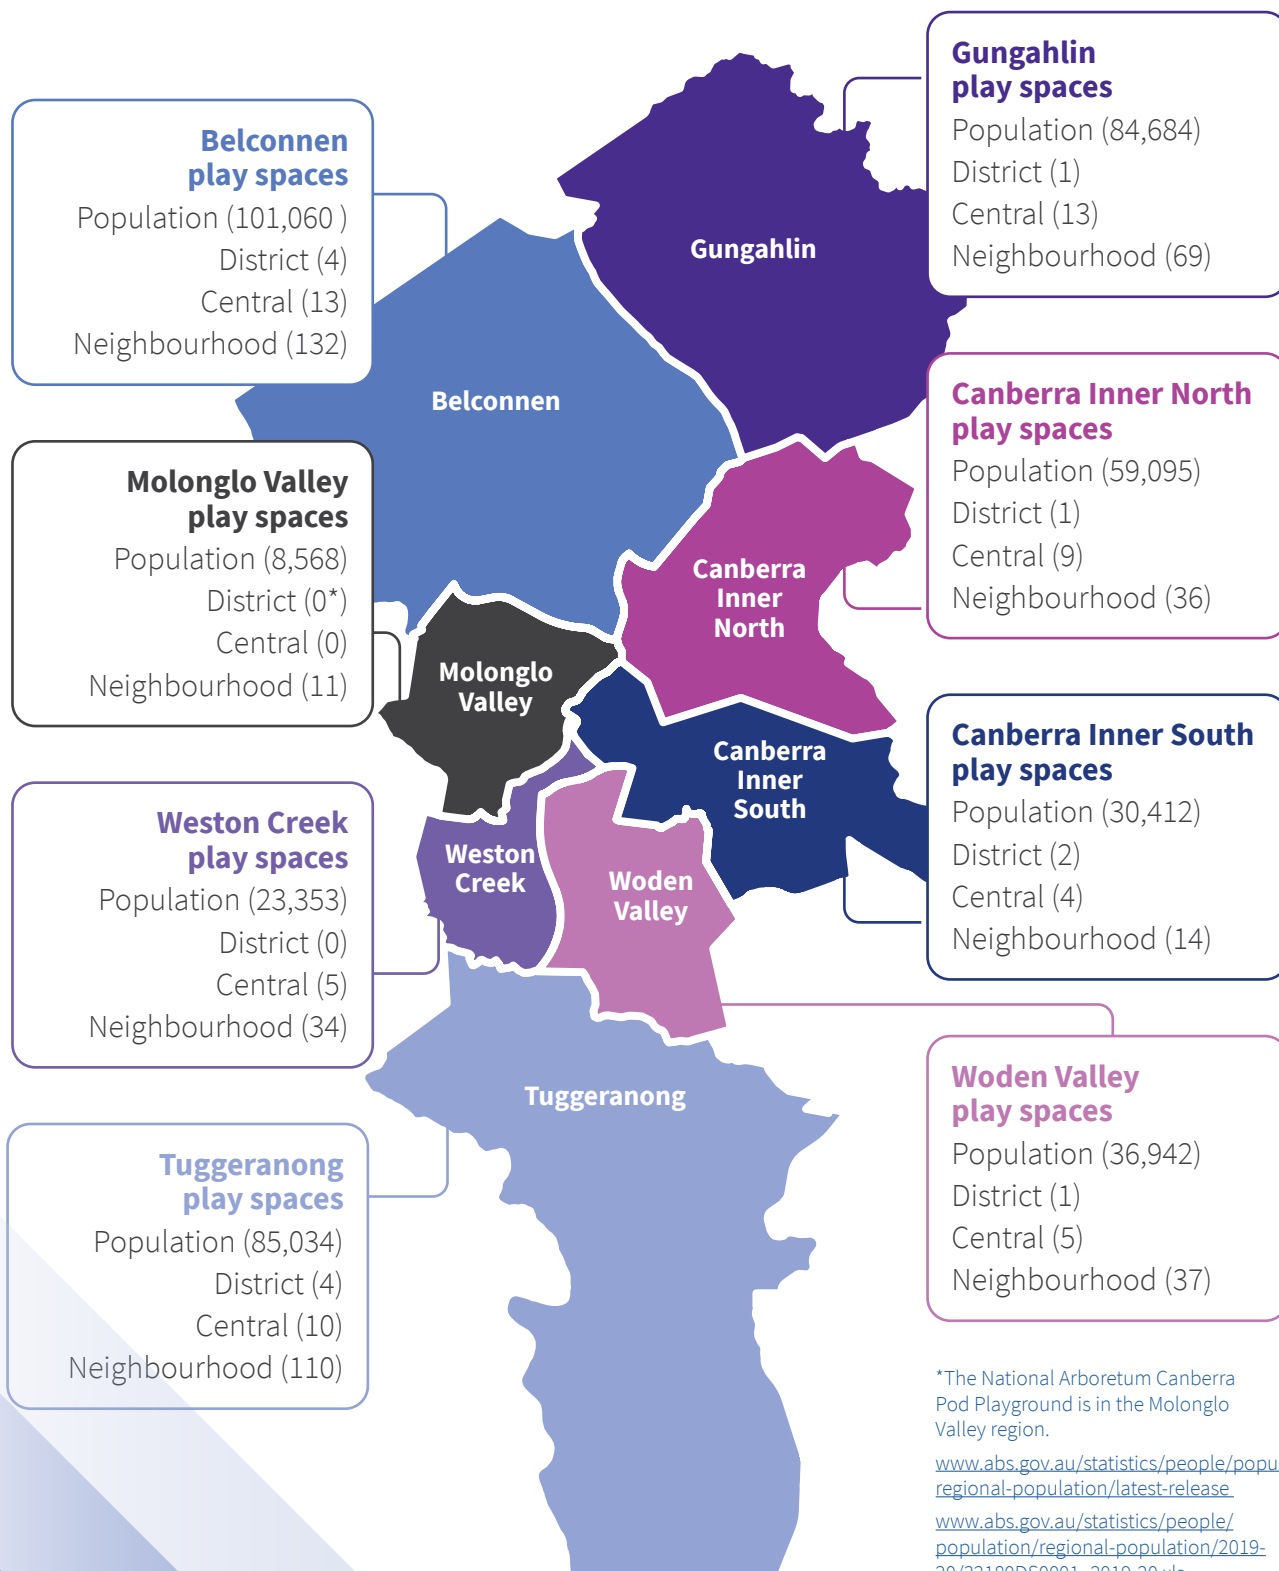 Belconnen
play spaces
Population (101,060 )
District (4)
Central (13)
Neighbourhood (132)
Molonglo Valley
play spaces
Population (8,568)
District (0*)
Central (0)
Neighbourhood (11)
Weston Creek
play spaces
Population (23,353)
District (0)
Central (5)
Neighbourhood (34)
Tuggeranong
play spaces
Population (85,034)
District (4)
Central (10)
Neighbourhood (110)
Gungahlin
Belconnen
Canberra
Inner
North
Molonglo
Valley
Canberra
Inner
South
Weston
Creek
Woden
Valley
Tuggeranong
Gungahlin
play spaces
Population (84,684)
District (1)
Central (13)
Neighbourhood (69)
Canberra Inner North
play spaces
Population (59,095)
District (1)
Central (9)
Neighbourhood (36)
Canberra Inner South
play spaces
Population (30,412)
District (2)
Central (4)
Neighbourhood (14)
Woden Valley
play spaces
Population (36,942)
District (1)
Central (5)
Neighbourhood (37)
*The National Arboretum Canberra
Pod Playground is in the Molonglo
Valley region.
www.abs.gov.au/statistics/people/popu
regional-population/latest-release
www.abs.gov.au/statistics/people/
population/regional-population/2019-